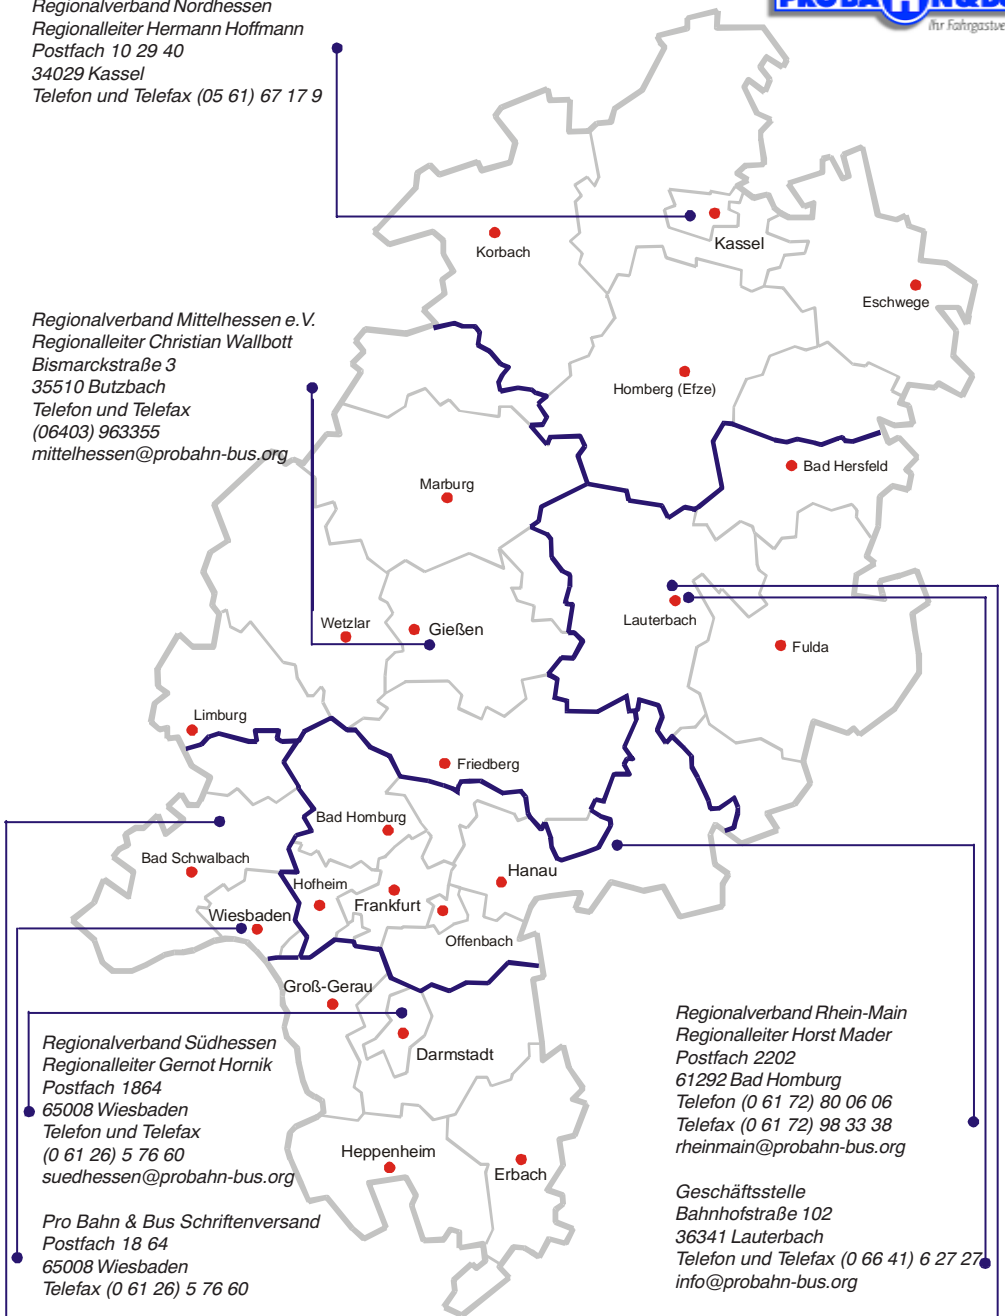 Regionalverband Nordhessen
Regionalleiter Hermann Hoffmann
Postfach 10 29 40
34029 Kassel
Telefon und Telefax (05 61) 67 17 9
Ihr Fahrgastve
Kassel
Korbach
Eschwege
Regionalverband Mittelhessen e.V.
Regionalleiter Christian Wallbott
Bismarckstraße 3
35510 Butzbach
Telefon und Telefax
(06403) 963355
mittelhessen@probahn-bus.org
Homberg (Efze)
Bad Hersfeld
Marburg
Wetzlar
Gießen
Lauterbach
Fulda
Limburg
Friedberg
Bad Homburg
Bad Schwalbach
Hofheim
Hanau
Frankfurt
Wiesbaden
Offenbach
Groß-Gerau
Darmstadt
Heppenheim
Erbach
Regionalverband Südhessen
Regionalleiter Gernot Hornik
Postfach 1864
65008 Wiesbaden
Telefon und Telefax
(0 61 26) 5 76 60
suedhessen@probahn-bus.org
Pro Bahn & Bus Schriftenversand
Postfach 18 64
65008 Wiesbaden
Telefax (0 61 26) 5 76 60
Regionalverband Rhein-Main
Regionalleiter Horst Mader
Postfach 2202
61292 Bad Homburg
Telefon (0 61 72) 80 06 06
Telefax (0 61 72) 98 33 38
rheinmain@probahn-bus.org
Geschäftsstelle
Bahnhofstraße 102
36341 Lauterbach
Telefon und Telefax (0 66 41) 6 27 27
info@probahn-bus.org